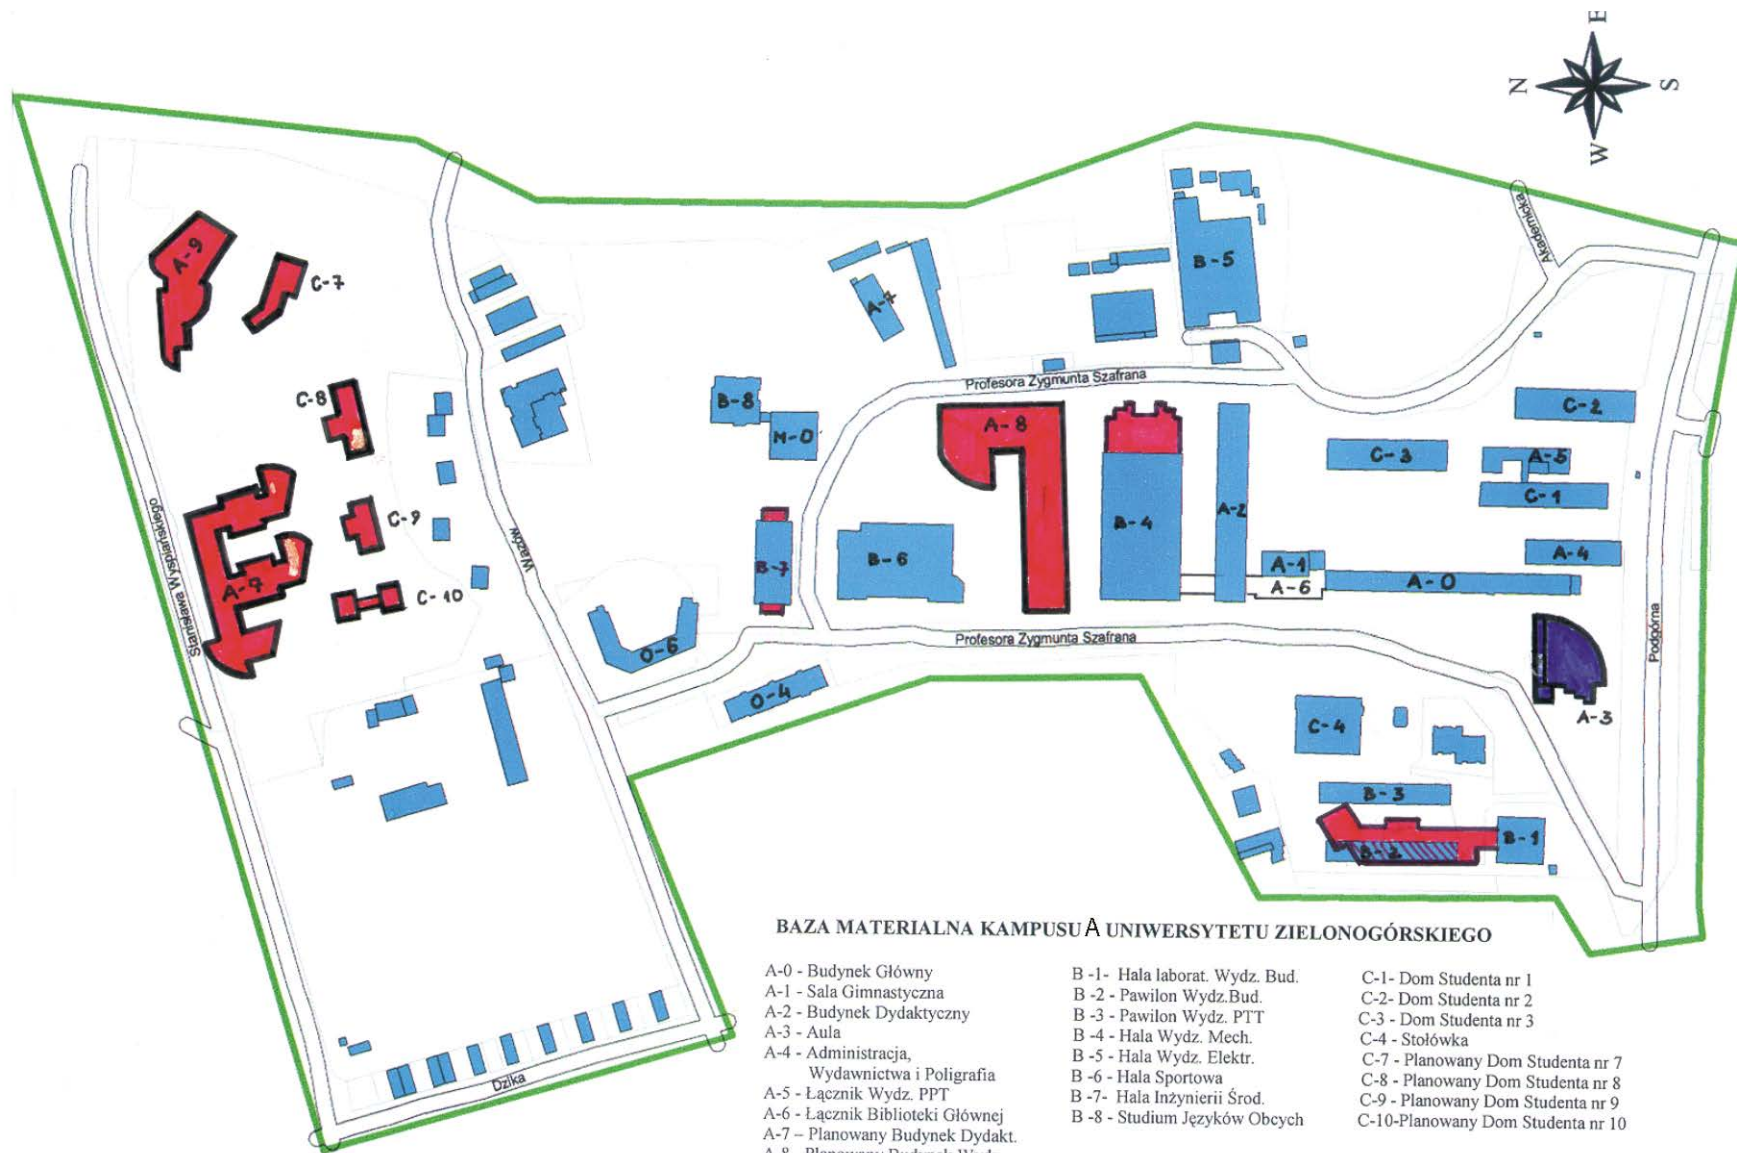 E
N
S
W
A-9
C-7
C-8
C-9
C-10
A-7
Stanisława Wyspiańskiego
Wazów
B-8
M-0
B-7
B-6
O-6
O-4
A-7
A-8
B-5
B-4
A-2
A-1
A-6
A-0
Profesora Zygmunta Szafrana
Profesora Zygmunta Szafrana
Akademicka
C-2
C-3
A-5
C-1
A-4
Podgórna
A-3
C-4
B-3
B-2
B-1
Dzika
BAZA MATERIALNA KAMPUSU A UNIWERSYTETU ZIELONOGÓRSKIEGO
A-0 - Budynek Główny
A-1 - Sala Gimnastyczna
A-2 - Budynek Dydaktyczny
A-3 - Aula
A-4 - Administracja,
Wydawnictwa i Poligrafia
A-5 - Łącznik Wydz. PPT
A-6 - Łącznik Biblioteki Głównej
A-7 – Planowany Budynek Dydakt.
B -1- Hala laborat. Wydz. Bud.
B -2 - Pawilon Wydz.Bud.
B -3 - Pawilon Wydz. PTT
B -4 - Hala Wydz. Mech.
B -5 - Hala Wydz. Elektr.
B -6 - Hala Sportowa
B -7- Hala Inżynierii Środ.
B -8 - Studium Języków Obcych
C-1- Dom Studenta nr 1
C-2- Dom Studenta nr 2
C-3 - Dom Studenta nr 3
C-4 - Stołówka
C-7 - Planowany Dom Studenta nr 7
C-8 - Planowany Dom Studenta nr 8
C-9 - Planowany Dom Studenta nr 9
C-10-Planowany Dom Studenta nr 10